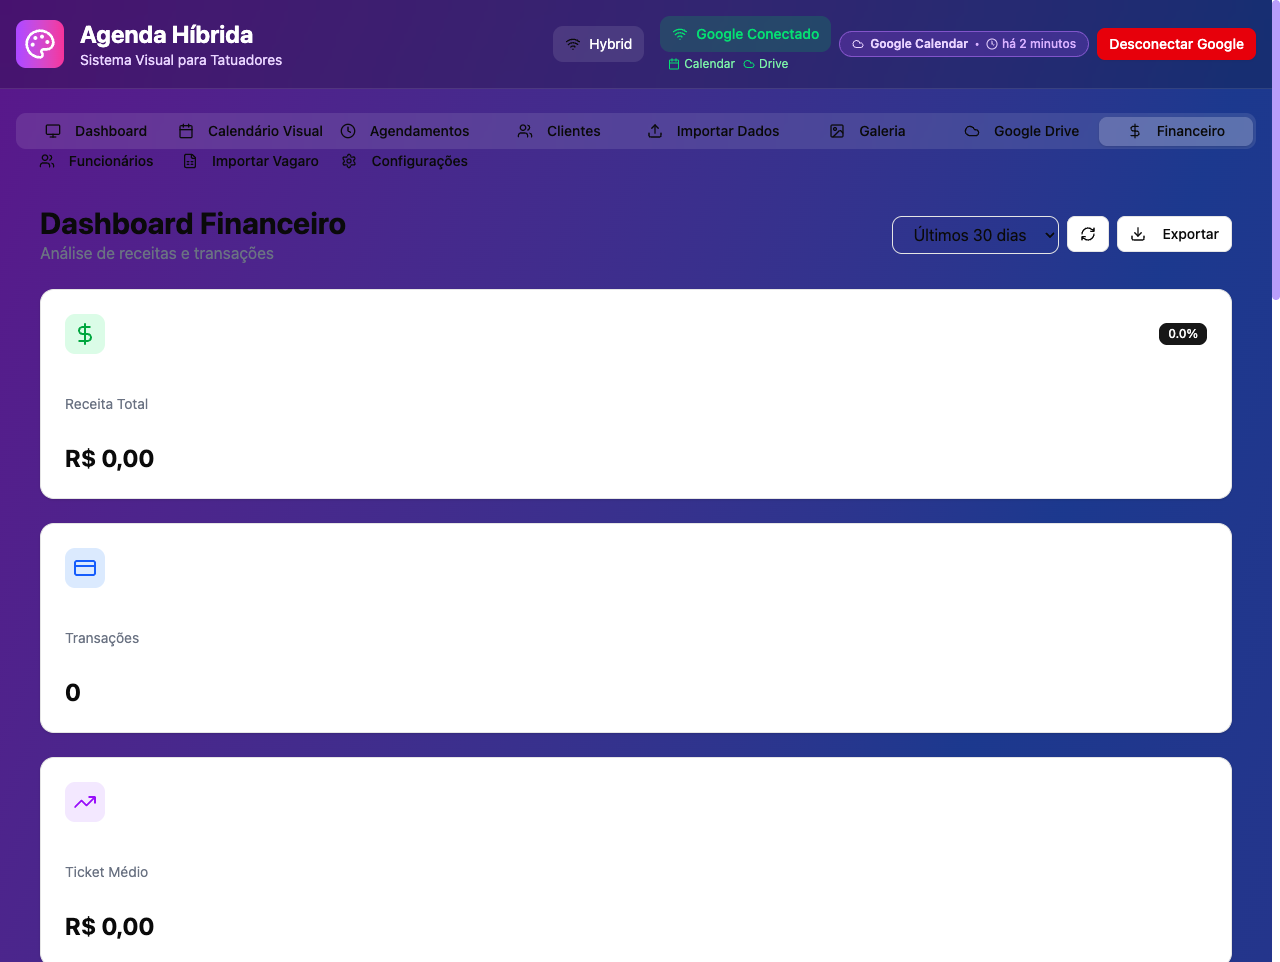 Agenda Híbrida
Sistema Visual para Tatuadores
Hybrid
Google Conectado
Calendar Drive
Google Calendar • há 2 minutos
Desconectar Google
Dashboard Calendário Visual Agendamentos Clientes Importar Dados Galeria Google Drive Financeiro
Funcionários Importar Vagaro Configurações
Dashboard Financeiro
Análise de receitas e transações
Últimos 30 dias
Exportar
0.0%
Receita Total
R$ 0,00
Transações
0
Ticket Médio
R$ 0,00